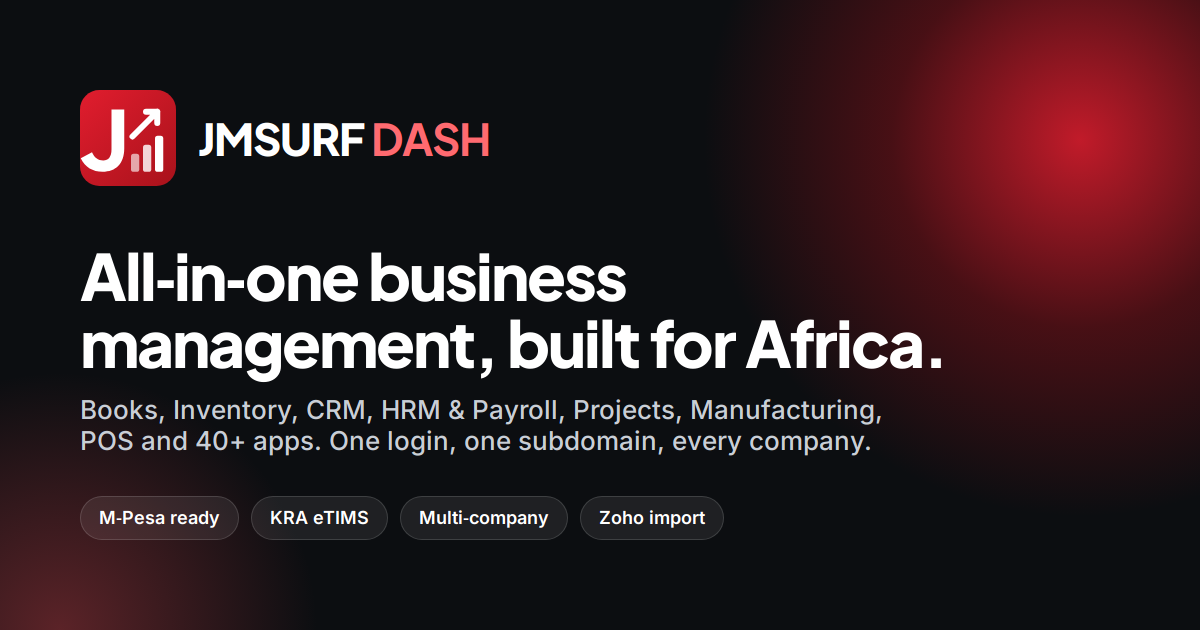 JMSURF DASH
All-in-one business
management, built for Africa.
Books, Inventory, CRM, HRM & Payroll, Projects, Manufacturing,
POS and 40+ apps. One login, one subdomain, every company.
M-Pesa ready
KRA eTIMS
Multi-company
Zoho import